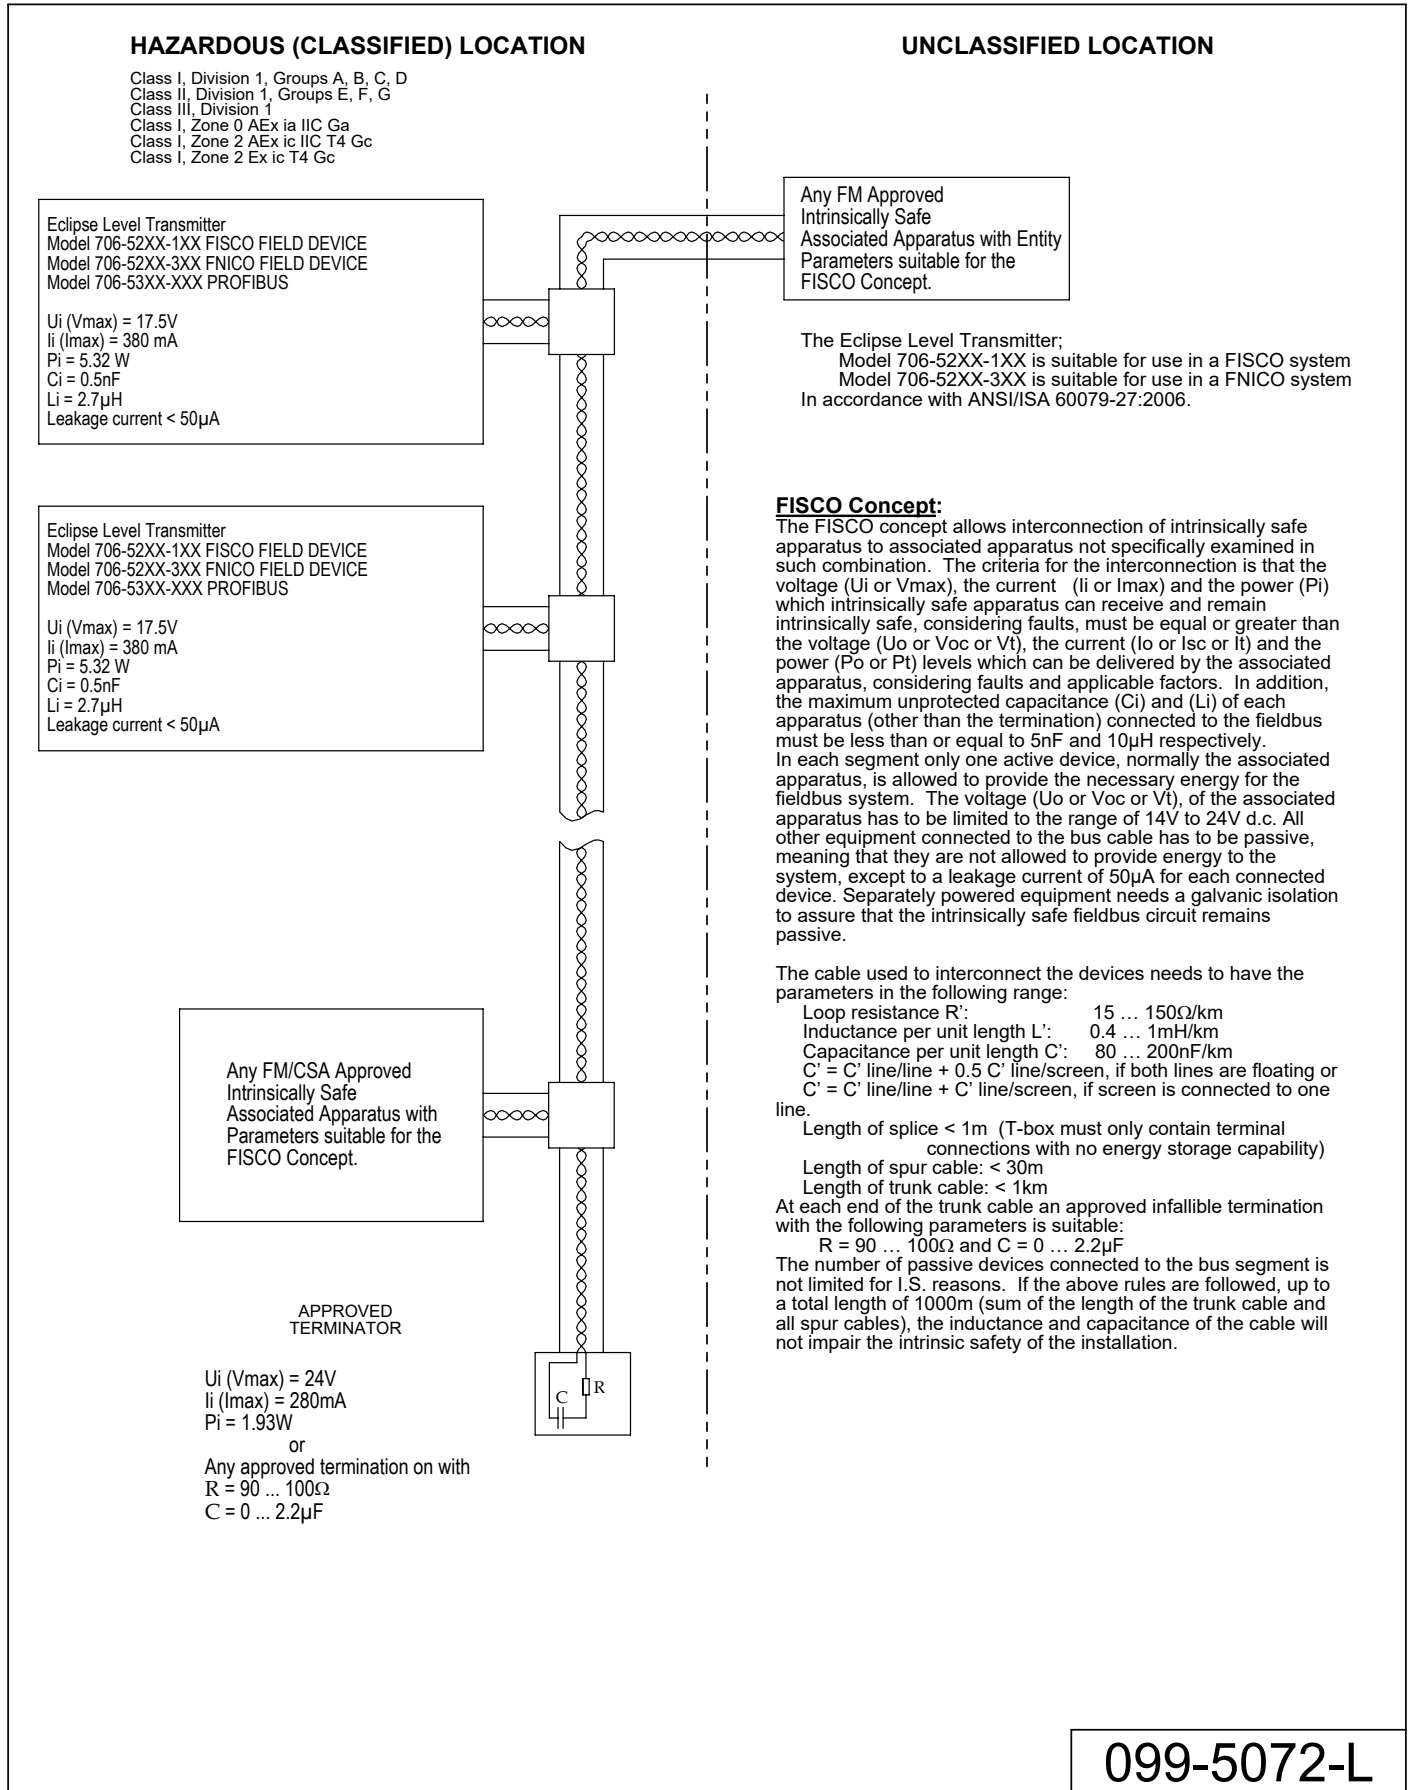 HAZARDOUS (CLASSIFIED) LOCATION
Class I, Division 1, Groups A, B, C, D
Class II, Division 1, Groups E, F, G
Class III, Division 1
Class I, Zone 0 AEx ia IIC Ga
Class I, Zone 2 AEx ic IIC T4 Gc
Class I, Zone 2 Ex ic T4 Gc
Eclipse Level Transmitter
Model 706-52XX-1XX FISCO FIELD DEVICE
Model 706-52XX-3XX FNICO FIELD DEVICE
Model 706-53XX-XXX PROFIBUS
Ui (Vmax) = 17.5V
Ii (Imax) = 380 mA
Pi = 5.32 W
Ci = 0.5nF
Li = 2.7µH
Leakage current < 50µA
Eclipse Level Transmitter
Model 706-52XX-1XX FISCO FIELD DEVICE
Model 706-52XX-3XX FNICO FIELD DEVICE
Model 706-53XX-XXX PROFIBUS
Ui (Vmax) = 17.5V
Ii (Imax) = 380 mA
Pi = 5.32 W
Ci = 0.5nF
Li = 2.7µH
Leakage current < 50µA
Any FM/CSA Approved
Intrinsically Safe
Associated Apparatus with
Parameters suitable for the
FISCO Concept.
APPROVED
TERMINATOR
Ui (Vmax) = 24V
Ii (Imax) = 280mA
Pi = 1.93W
or
Any approved termination on with
R = 90 ... 100Ω
C = 0 ... 2.2µF
C
R
UNCLASSIFIED LOCATION
Any FM Approved
Intrinsically Safe
Associated Apparatus with Entity
Parameters suitable for the
FISCO Concept.
The Eclipse Level Transmitter;
Model 706-52XX-1XX is suitable for use in a FISCO system
Model 706-52XX-3XX is suitable for use in a FNICO system
In accordance with ANSI/ISA 60079-27:2006.
FISCO Concept:
The FISCO concept allows interconnection of intrinsically safe
apparatus to associated apparatus not specifically examined in
such combination. The criteria for the interconnection is that the
voltage (Ui or Vmax), the current (Ii or Imax) and the power (Pi)
which intrinsically safe apparatus can receive and remain
intrinsically safe, considering faults, must be equal or greater than
the voltage (Uo or Voc or Vt), the current (Io or Isc or It) and the
power (Po or Pt) levels which can be delivered by the associated
apparatus, considering faults and applicable factors. In addition,
the maximum unprotected capacitance (Ci) and (Li) of each
apparatus (other than the termination) connected to the fieldbus
must be less than or equal to 5nF and 10µH respectively.
In each segment only one active device, normally the associated
apparatus, is allowed to provide the necessary energy for the
fieldbus system. The voltage (Uo or Voc or Vt), of the associated
apparatus has to be limited to the range of 14V to 24V d.c. All
other equipment connected to the bus cable has to be passive,
meaning that they are not allowed to provide energy to the
system, except to a leakage current of 50µA for each connected
device. Separately powered equipment needs a galvanic isolation
to assure that the intrinsically safe fieldbus circuit remains
passive.
The cable used to interconnect the devices needs to have the
parameters in the following range:
Loop resistance R': 15 … 150Ω/km
Inductance per unit length L': 0.4 … 1mH/km
Capacitance per unit length C': 80 … 200nF/km
C' = C' line/line + 0.5 C' line/screen, if both lines are floating or
C' = C' line/line + C' line/screen, if screen is connected to one
line.
Length of splice < 1m (T-box must only contain terminal
connections with no energy storage capability)
Length of spur cable: < 30m
Length of trunk cable: < 1km
At each end of the trunk cable an approved infallible termination
with the following parameters is suitable:
R = 90 … 100Ω and C = 0 … 2.2µF
The number of passive devices connected to the bus segment is
not limited for I.S. reasons. If the above rules are followed, up to
a total length of 1000m (sum of the length of the trunk cable and
all spur cables), the inductance and capacitance of the cable will
not impair the intrinsic safety of the installation.
099-5072-L